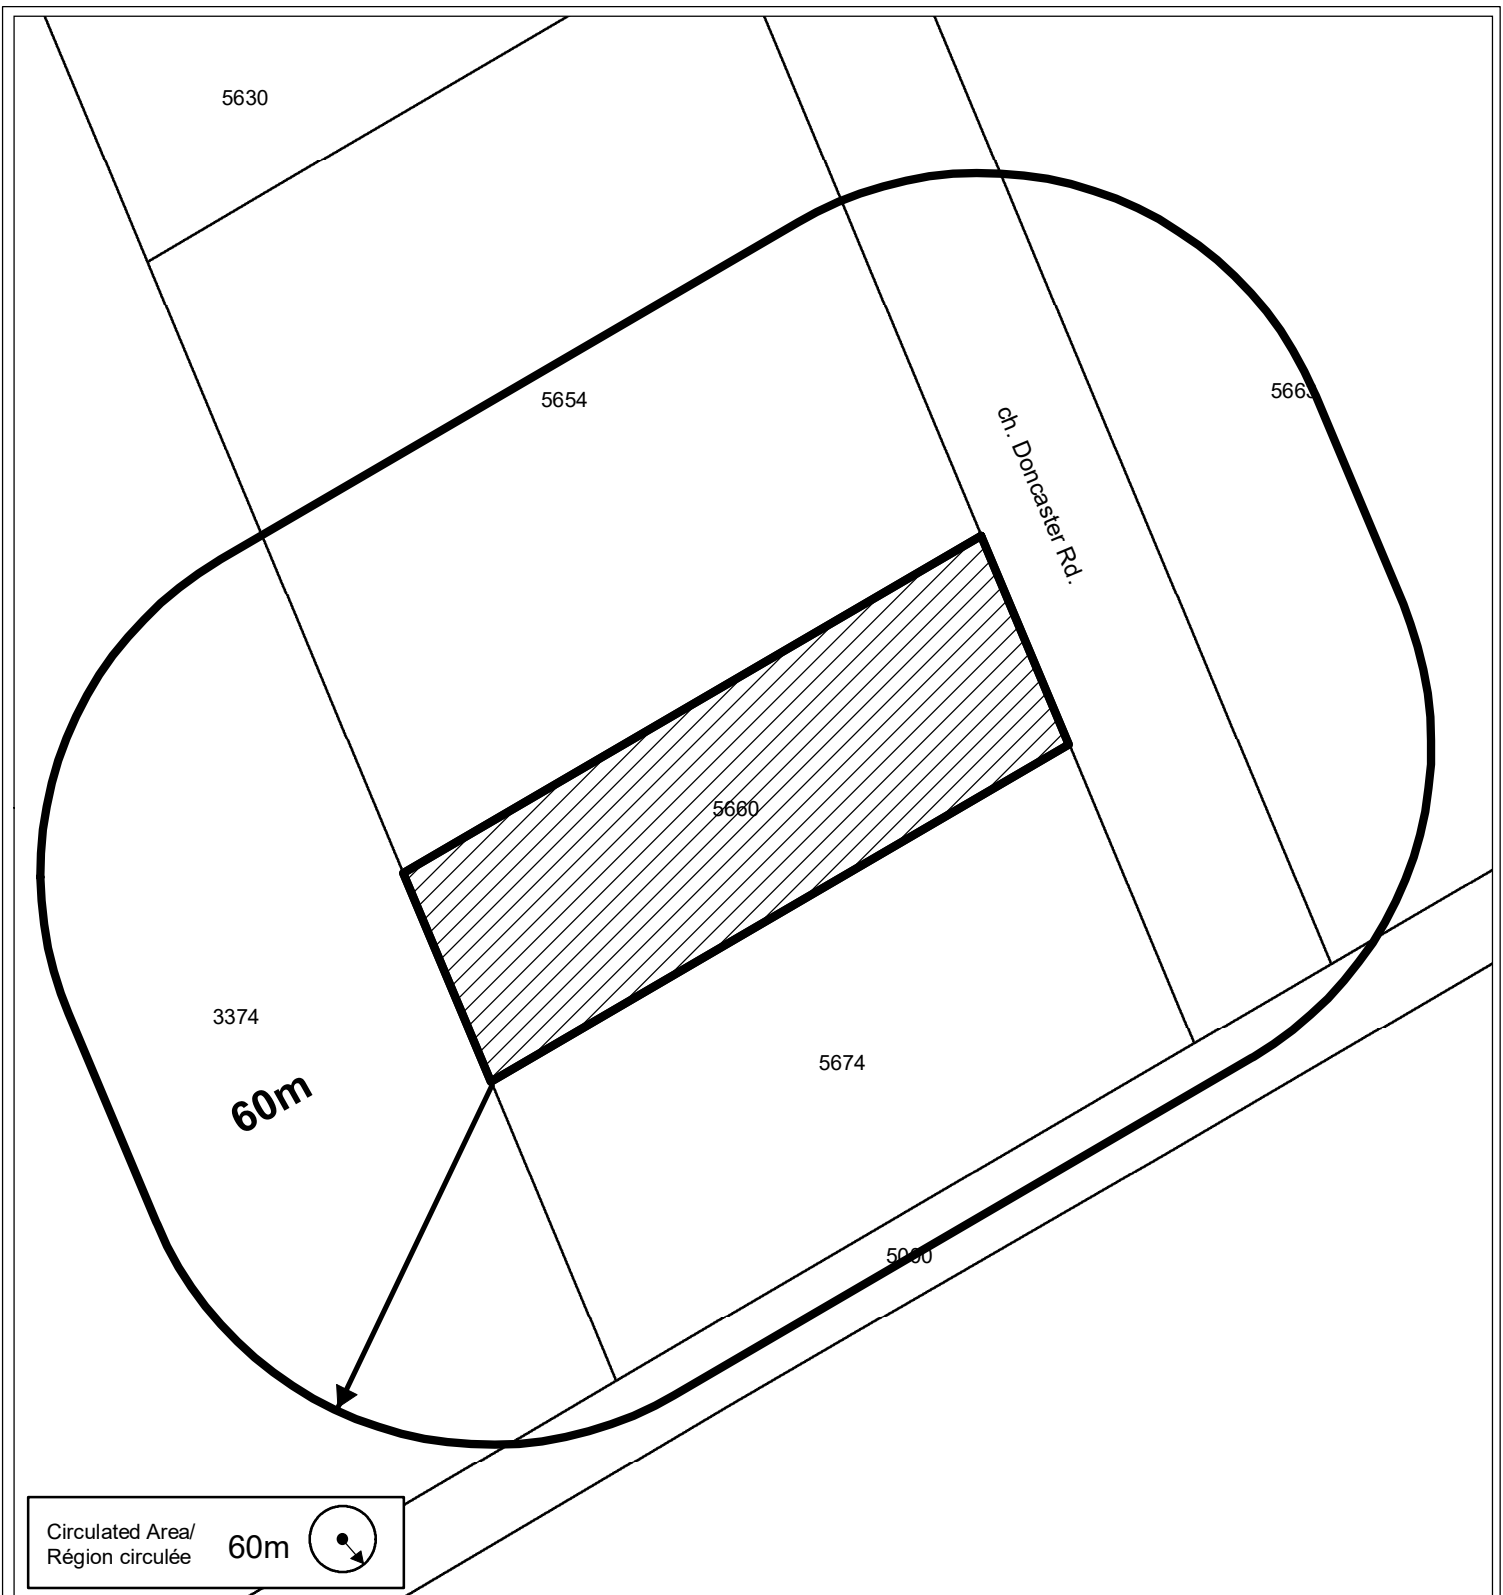 5630
5654
ch. Doncaster Rd.
5660
3374
60m
5674
Circulated Area/
Région circulée
60m